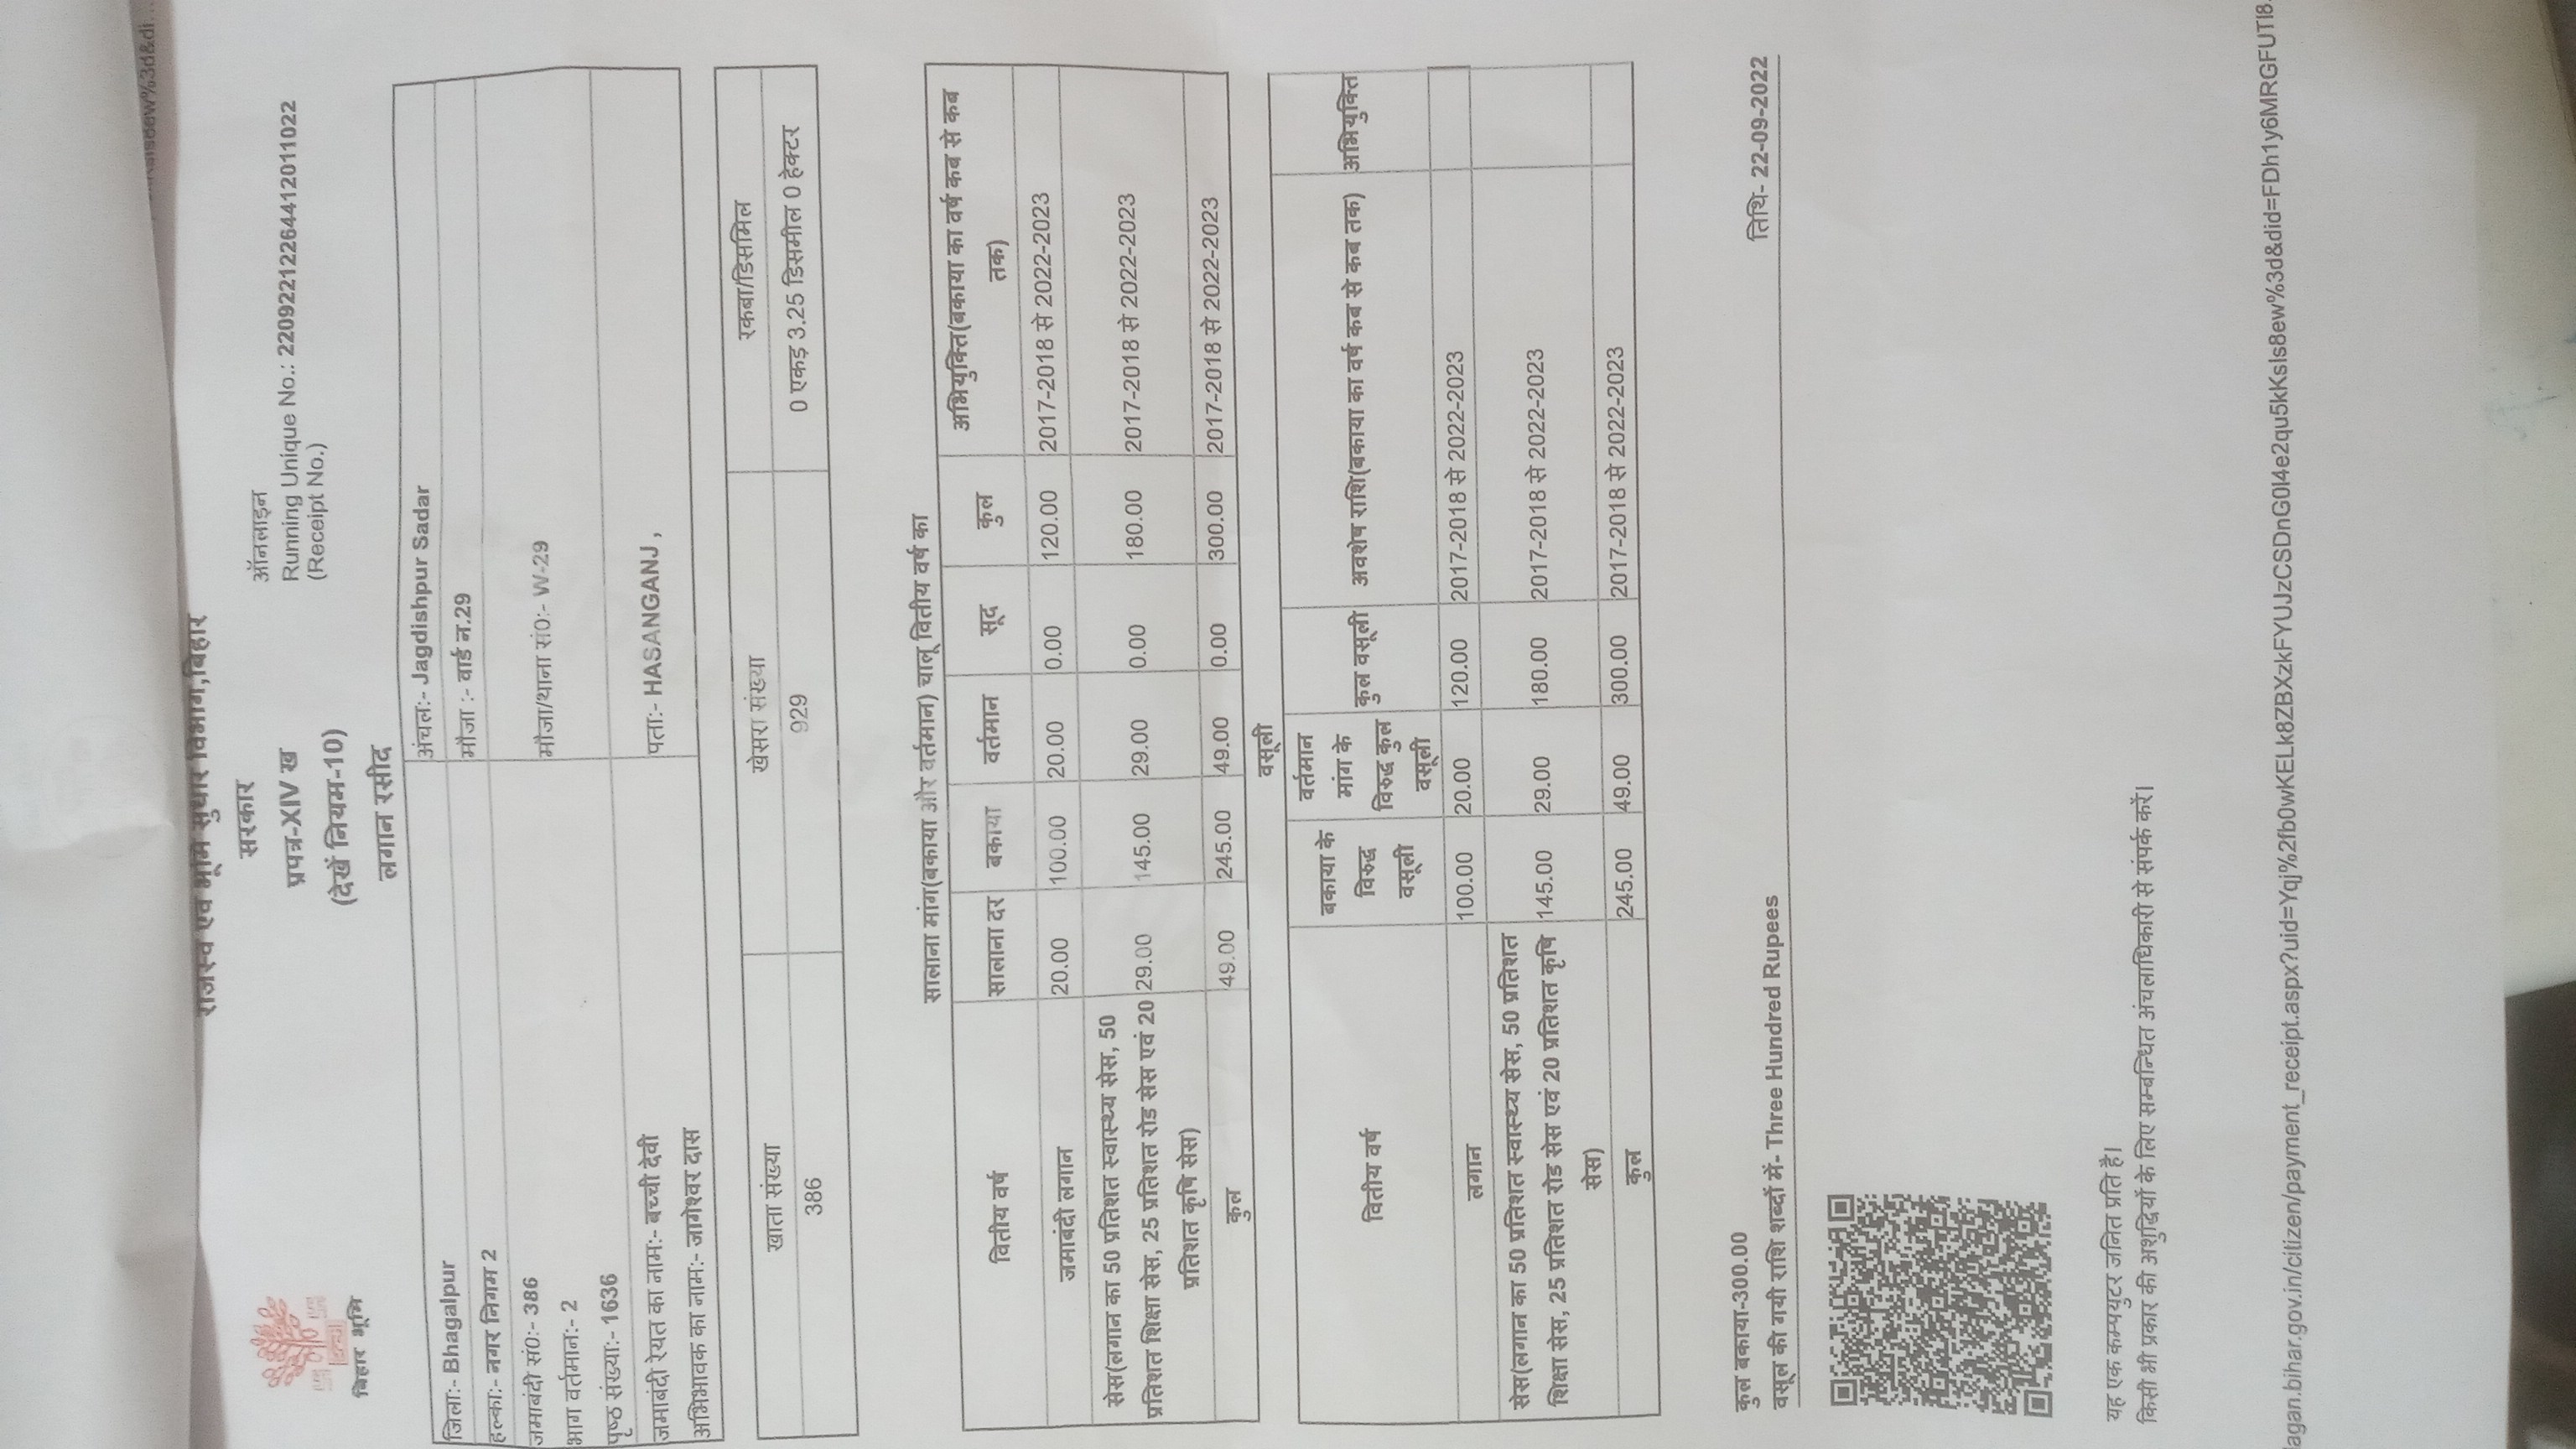 राजस्व एवं भूमि सुधार विभाग,बिहार
सरकार
प्रपत्र-XIV ख
(देखें नियम-10)
लगान रसीद
बिहार भूमि
ऑनलाइन
Running Unique No.: 22092212264412011022
(Receipt No.)
जिला:- Bhagalpur
अंचल:- Jagdishpur Sadar
हल्का:- नगर निगम 2
मौजा :- वार्ड न.29
जमाबंदी सं0:- 386
भाग वर्तमान:- 2
पृष्ठ संख्या:- 1636
मौजा/थाना सं0:- W-29
जमाबंदी रेयत का नाम:- बच्ची देवी
अभिभावक का नाम:- जागेश्वर दास
पता:- HASANGANJ ,
खाता संख्या खेसरा संख्या रकबा/डिसमिल
386 929 0 एकड़ 3.25 डिसमील 0 हेक्टर
सालाना मांग(बकाया और वर्तमान) चालू वितीय वर्ष का
वितीय वर्ष सालाना दर बकाया वर्तमान सूद कुल अभियुक्ति(बकाया का वर्ष कब से कब
तक)
जमाबंदी लगान 20.00 100.00 20.00 0.00 120.00 2017-2018 से 2022-2023
सेस(लगान का 50 प्रतिशत स्वास्थ्य सेस, 50
प्रतिशत शिक्षा सेस, 25 प्रतिशत रोड सेस एवं 20 29.00 145.00 29.00 0.00 180.00 2017-2018 से 2022-2023
प्रतिशत कृषि सेस)
कुल 49.00 245.00 49.00 0.00 300.00 2017-2018 से 2022-2023
वसूली
वितीय वर्ष
बकाया के
विरुद्ध
वसूली
वर्तमान
मांग के
विरुद्ध कुल
वसूली
कुल वसूली
अवशेष राशि(बकाया का वर्ष कब से कब तक)
अभियुक्ति
लगान 100.00 20.00 120.00 2017-2018 से 2022-2023
सेस(लगान का 50 प्रतिशत स्वास्थ्य सेस, 50 प्रतिशत
शिक्षा सेस, 25 प्रतिशत रोड सेस एवं 20 प्रतिशत कृषि 145.00 29.00 180.00 2017-2018 से 2022-2023
सेस)
कुल 245.00 49.00 300.00 2017-2018 से 2022-2023
कुल बकाया-300.00
वसूल की गयी राशि शब्दों में- Three Hundred Rupees
तिथि- 22-09-2022
यह एक कम्पयुटर जनित प्रति है।
किसी भी प्रकार की अशुद्धियों के लिए सम्बन्धित अंचलाधिकारी से संपर्क करें।
lagan.bihar.gov.in/citizen/payment_receipt.aspx?uid=Yqj%2fb0wKELk8ZBXzkFYUJzCSDnG0I4e2qu5kKsIs8ew%3d&did=FDh1y6MRGFUTI8